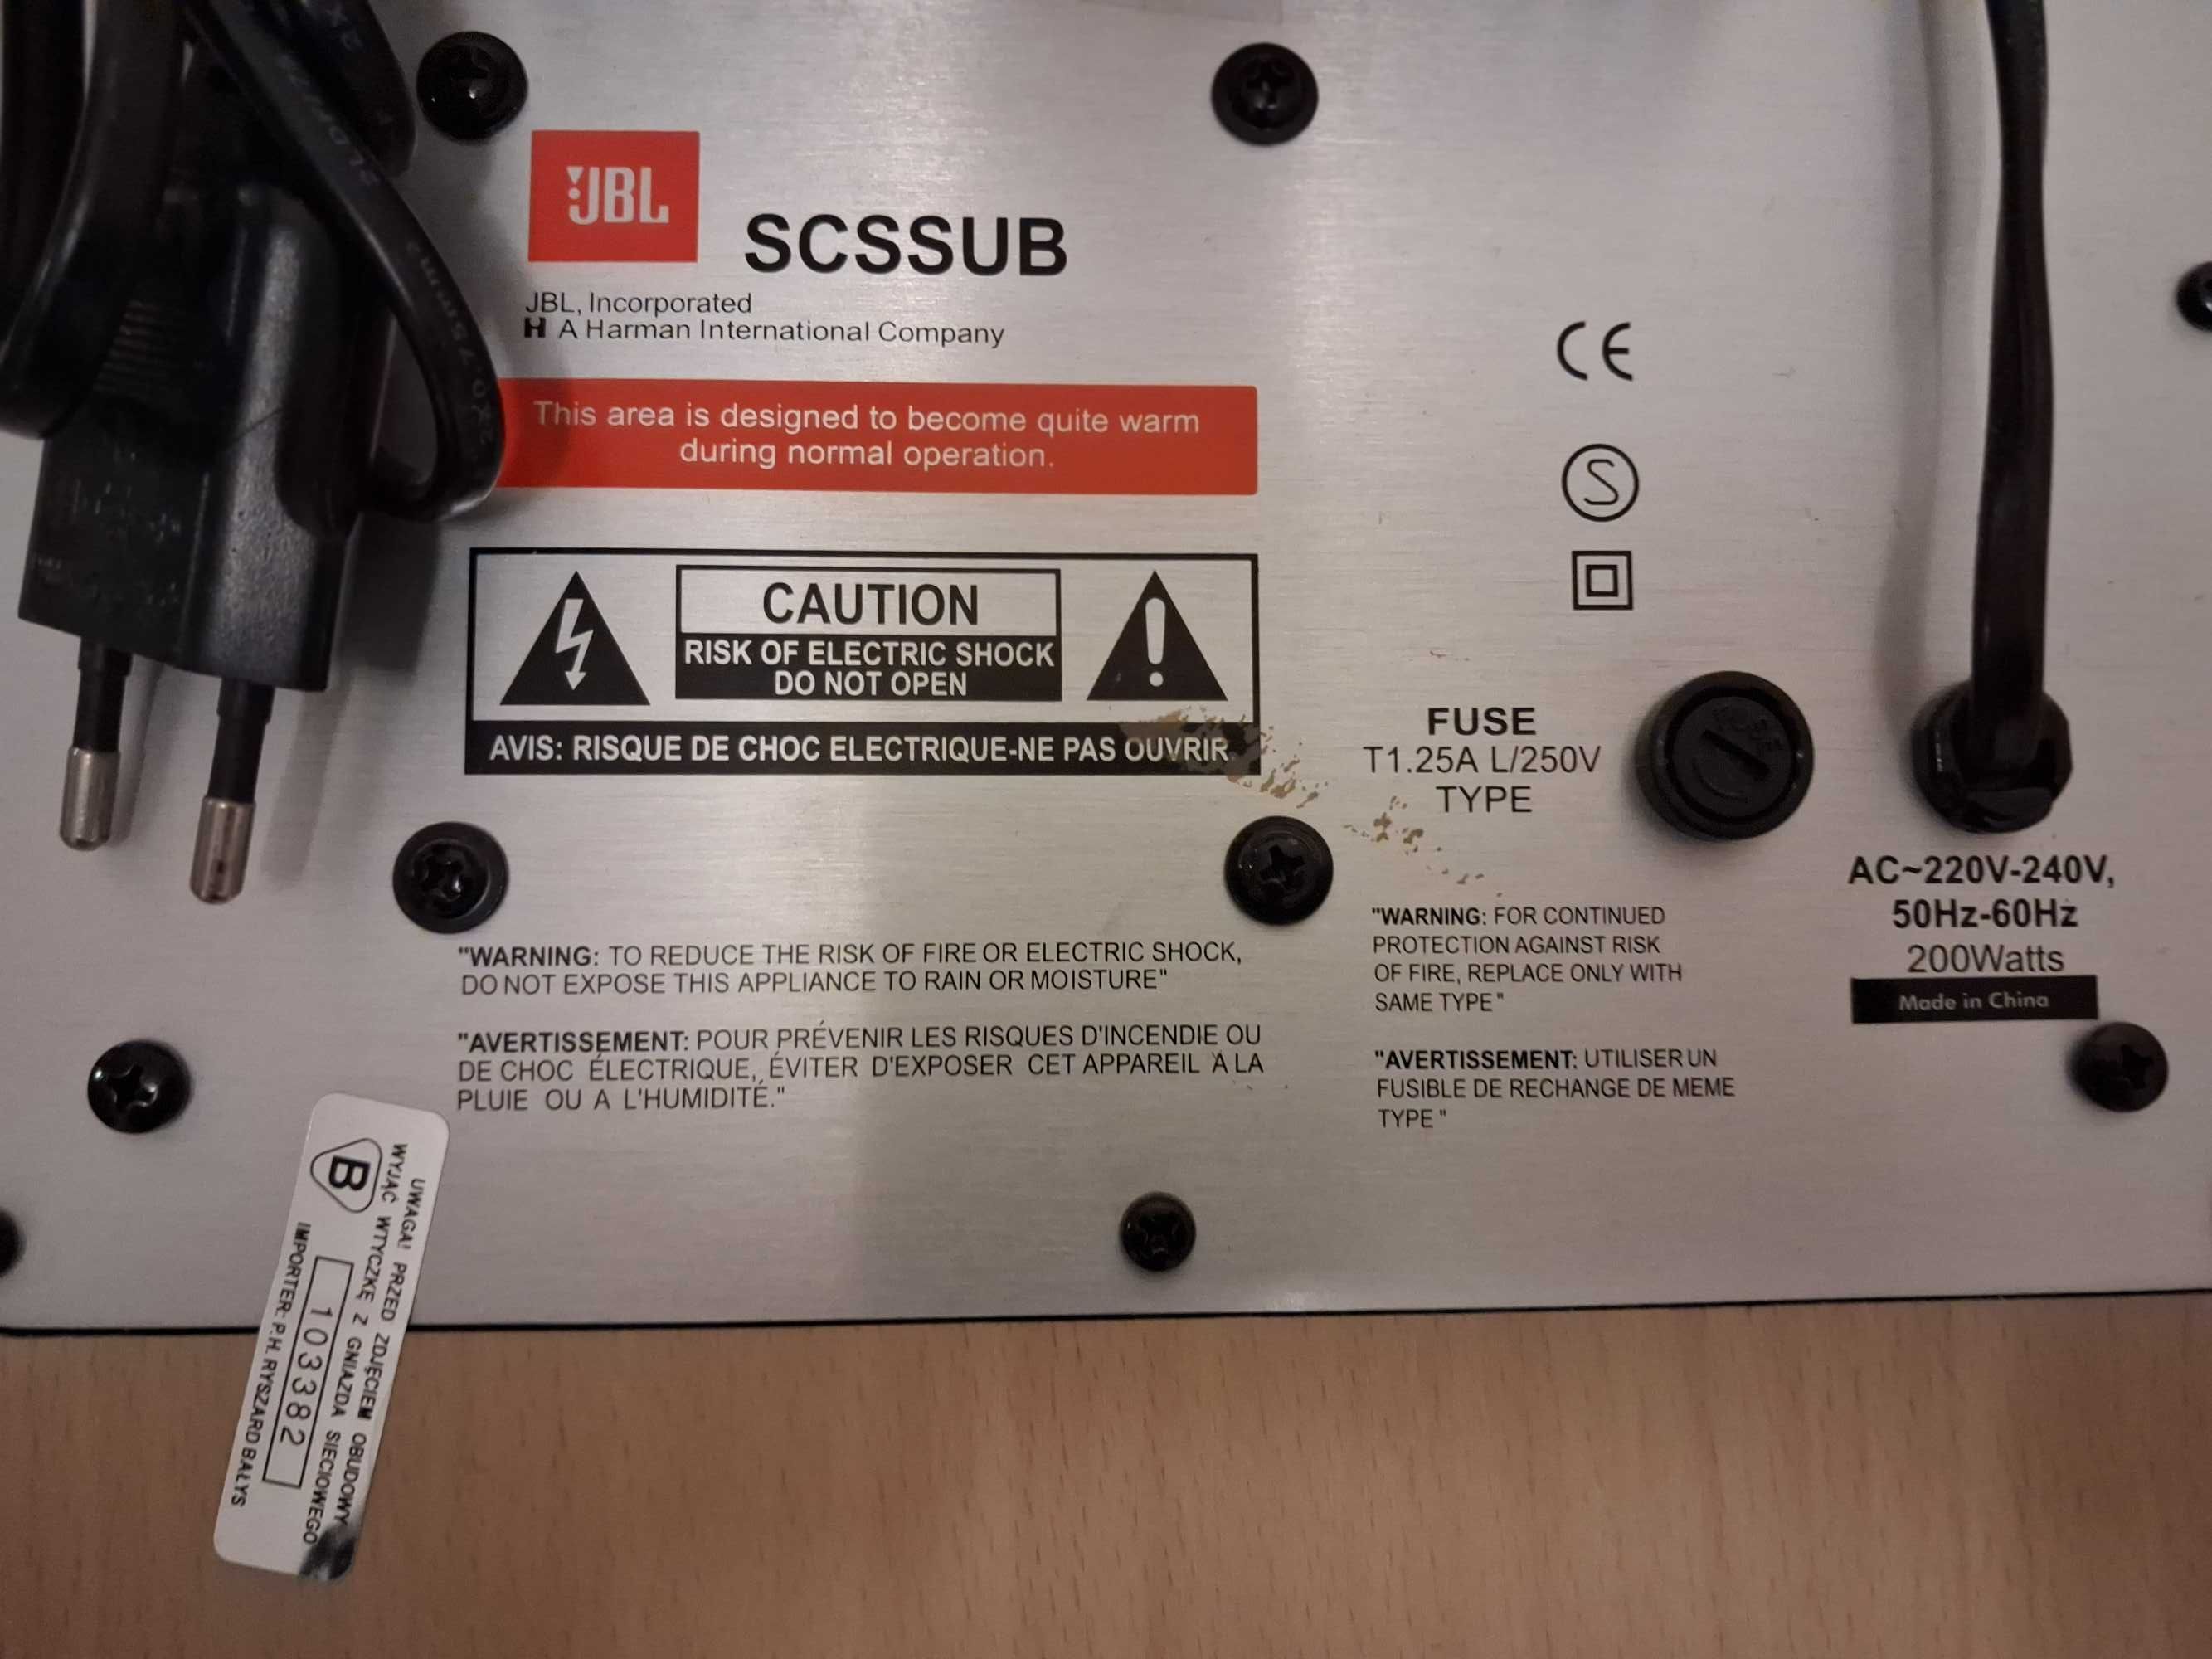 JBL
SCSSUB
JBL, Incorporated
H A Harman International Company
This area is designed to become quite warm
during normal operation.
CE
S
CAUTION
RISK OF ELECTRIC SHOCK
DO NOT OPEN
AVIS: RISQUE DE CHOC ELECTRIQUE-NE PAS OUVRIR.
FUSE
T1.25A L/250V
TYPE
FUSE
AC~220V-240V,
50Hz-60Hz
200Watts
Made in China
"WARNING: TO REDUCE THE RISK OF FIRE OR ELECTRIC SHOCK,
DO NOT EXPOSE THIS APPLIANCE TO RAIN OR MOISTURE"
"AVERTISSEMENT: POUR PRÉVENIR LES RISQUES D'INCENDIE OU
DE CHOC ÉLECTRIQUE, ÉVITER D'EXPOSER CET APPAREIL À LA
PLUIE OU A L'HUMIDITÉ."
"WARNING: FOR CONTINUED
PROTECTION AGAINST RISK
OF FIRE, REPLACE ONLY WITH
SAME TYPE"
"AVERTISSEMENT: UTILISER UN
FUSIBLE DE RECHANGE DE MEME
TYPE"
UWAGA! PRZED ZDJĘCIEM OBUDOWY
WYJĄĆ WTYCZKĘ Z GNIAZDA SIECIOWEGO
B
1033382
IMPORTER: P.H. RYSZARD BAŁYS
2X0.75mm2